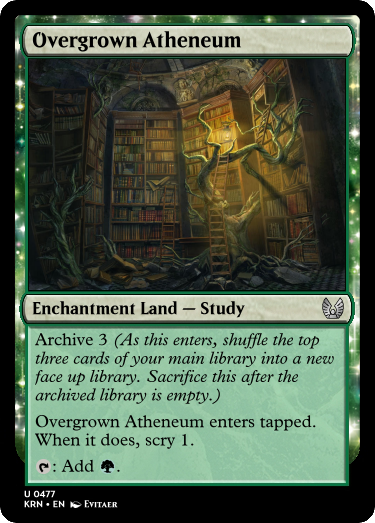 Overgrown Atheneum
Enchantment Land — Study
Archive 3 (As this enters, shuffle the top
three cards of your main library into a new
face up library. Sacrifice this after the
archived library is empty.)
Overgrown Atheneum enters tapped.
When it does, scry 1.
: Add .
U 0477
KRN • EN Evitaer